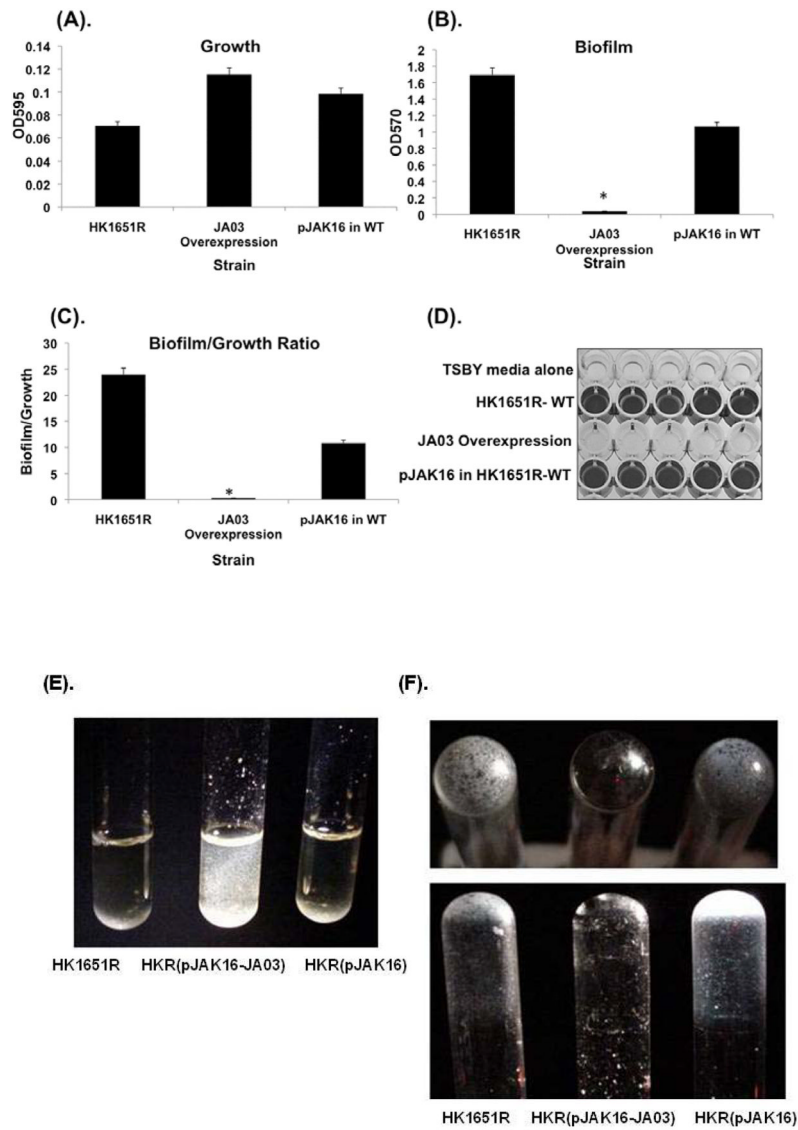 (A).
Growth
0.14
0.12
0.1
0.08
0.06
0.04
0.02
0
OD595
HK1651R
JA03
Overexpression
pJAK16 in WT
Strain
(B).
Biofilm
2
1.8
1.6
1.4
1.2
1
0.8
0.6
0.4
0.2
0
OD570
*
HK1651R
JA03
Overexpression
pJAK16 in WT
Strain
(C).
Biofilm/Growth Ratio
30
25
20
15
10
5
0
Biofilm/Growth
*
HK1651R
JA03
Overexpression
pJAK16 in WT
Strain
(D).
TSBY media alone
HK1651R- WT
JA03 Overexpression
pJAK16 in HK1651R-WT
(E).
HK1651R HKR(pJAK16-JA03) HKR(pJAK16)
(F).
HK1651R HKR(pJAK16-JA03) HKR(pJAK16)